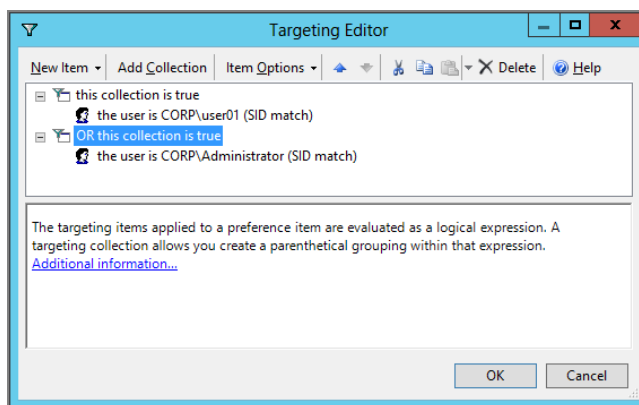 Targeting Editor
New Item Add Collection Item Options Delete Help
this collection is true
the user is CORP\user01 (SID match)
OR this collection is true
the user is CORP\Administrator (SID match)
The targeting items applied to a preference item are evaluated as a logical expression. A
targeting collection allows you create a parenthetical grouping within that expression.
Additional information...
OK Cancel